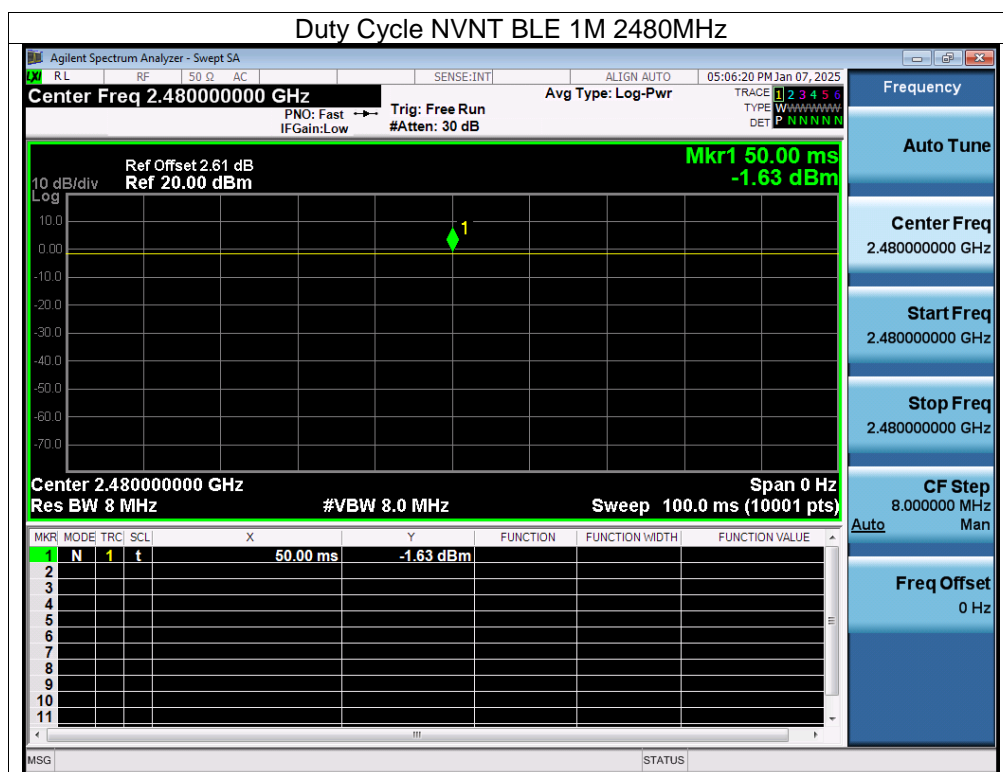 Duty Cycle NVNT BLE 1M 2480MHz
Agilent Spectrum Analyzer - Swept SA
LXI RL RF 50 Ω AC SENSE:INT ALIGN AUTO 05:06:20 PM Jan 07, 2025
Center Freq 2.480000000 GHz
PNO: Fast
IFGain:Low
Trig: Free Run
#Atten: 30 dB
Avg Type: Log-Pwr
TRACE 1 2 3 4 5 6
TYPE WWWWWW
DET P N N N N N
Mkr1 50.00 ms
-1.63 dBm
Ref Offset 2.61 dB
10 dB/div Ref 20.00 dBm
Log
10.0
0.00
-10.0
-20.0
-30.0
-40.0
-50.0
-60.0
-70.0
1
Center 2.480000000 GHz Span 0 Hz
Res BW 8 MHz #VBW 8.0 MHz Sweep 100.0 ms (10001 pts)
MKR MODE TRC SCL X Y FUNCTION FUNCTION WIDTH FUNCTION VALUE
1 N 1 t 50.00 ms -1.63 dBm
2
3
4
5
6
7
8
9
10
11
MSG STATUS
Frequency
Auto Tune
Center Freq
2.480000000 GHz
Start Freq
2.480000000 GHz
Stop Freq
2.480000000 GHz
CF Step
8.000000 MHz
Auto Man
Freq Offset
0 Hz